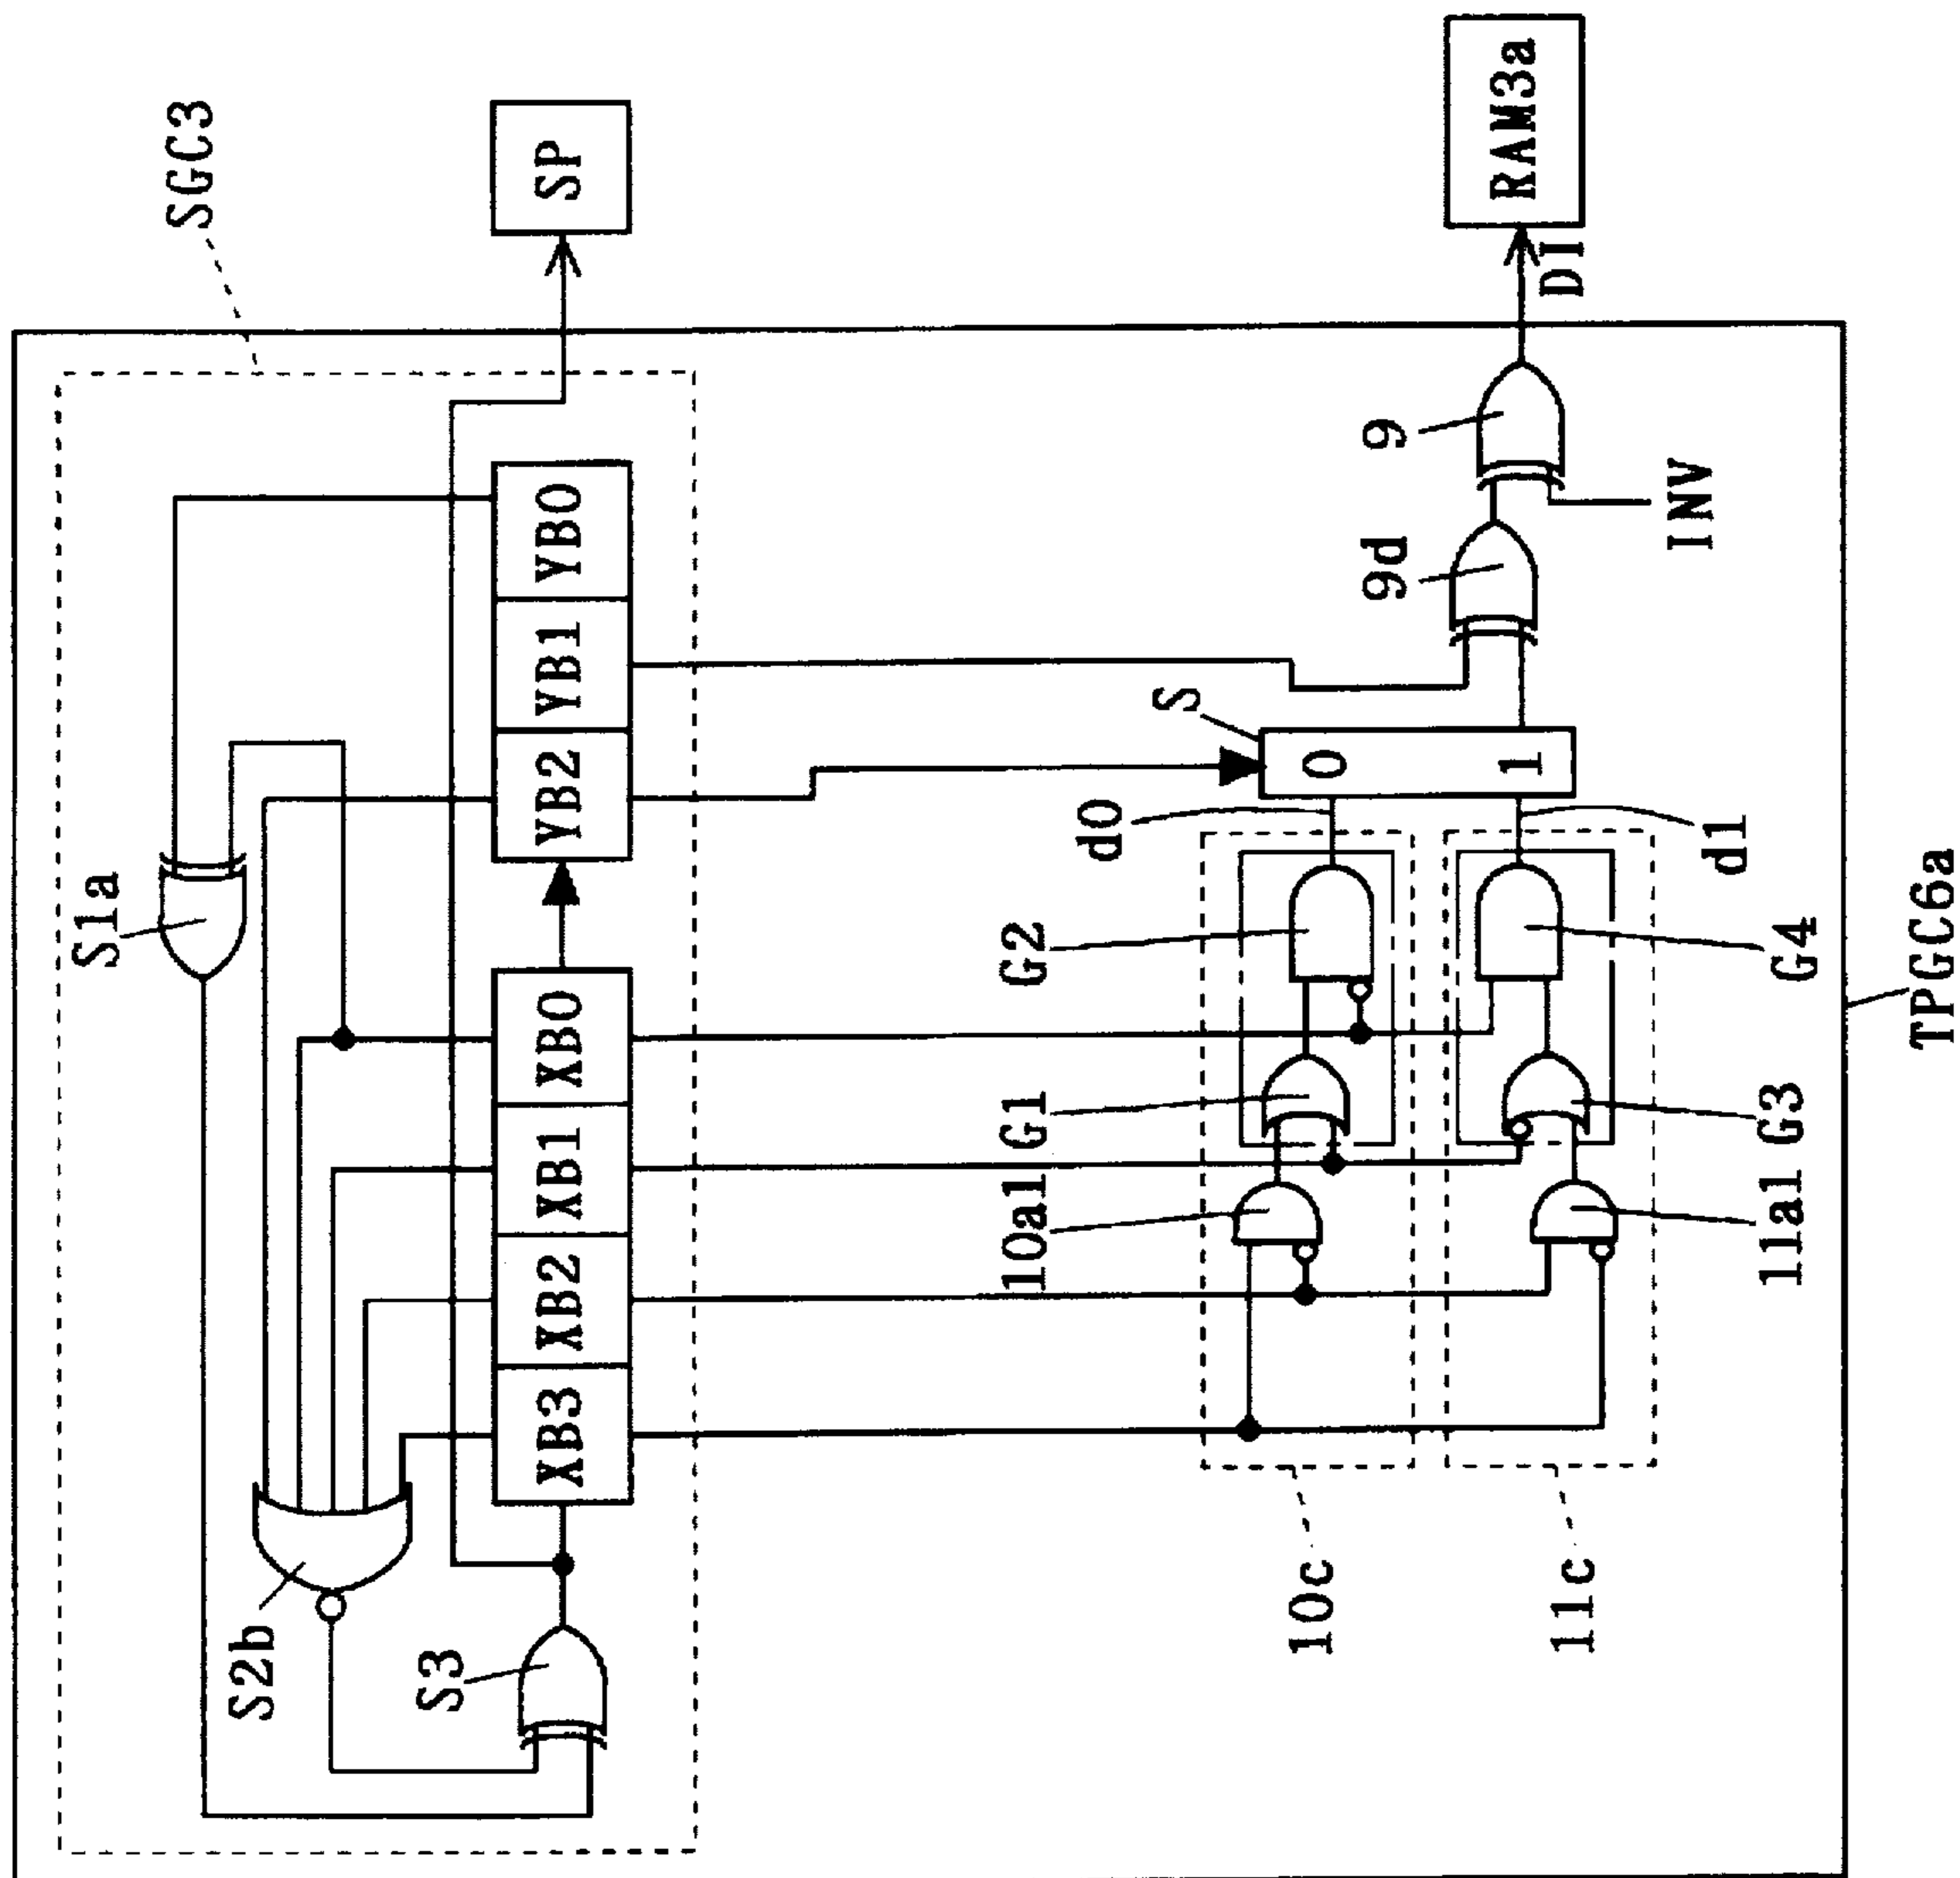 SGC3
S1a
S2b
S3
XB3
XB2
XB1
XB0
YB2
YB1
YB0
SP
10a1
G1
G2
d0
S
0
1
9d
9
INV
DI
RAM3a
10c
11c
11a1
G3
G4
d1
TPGC6a